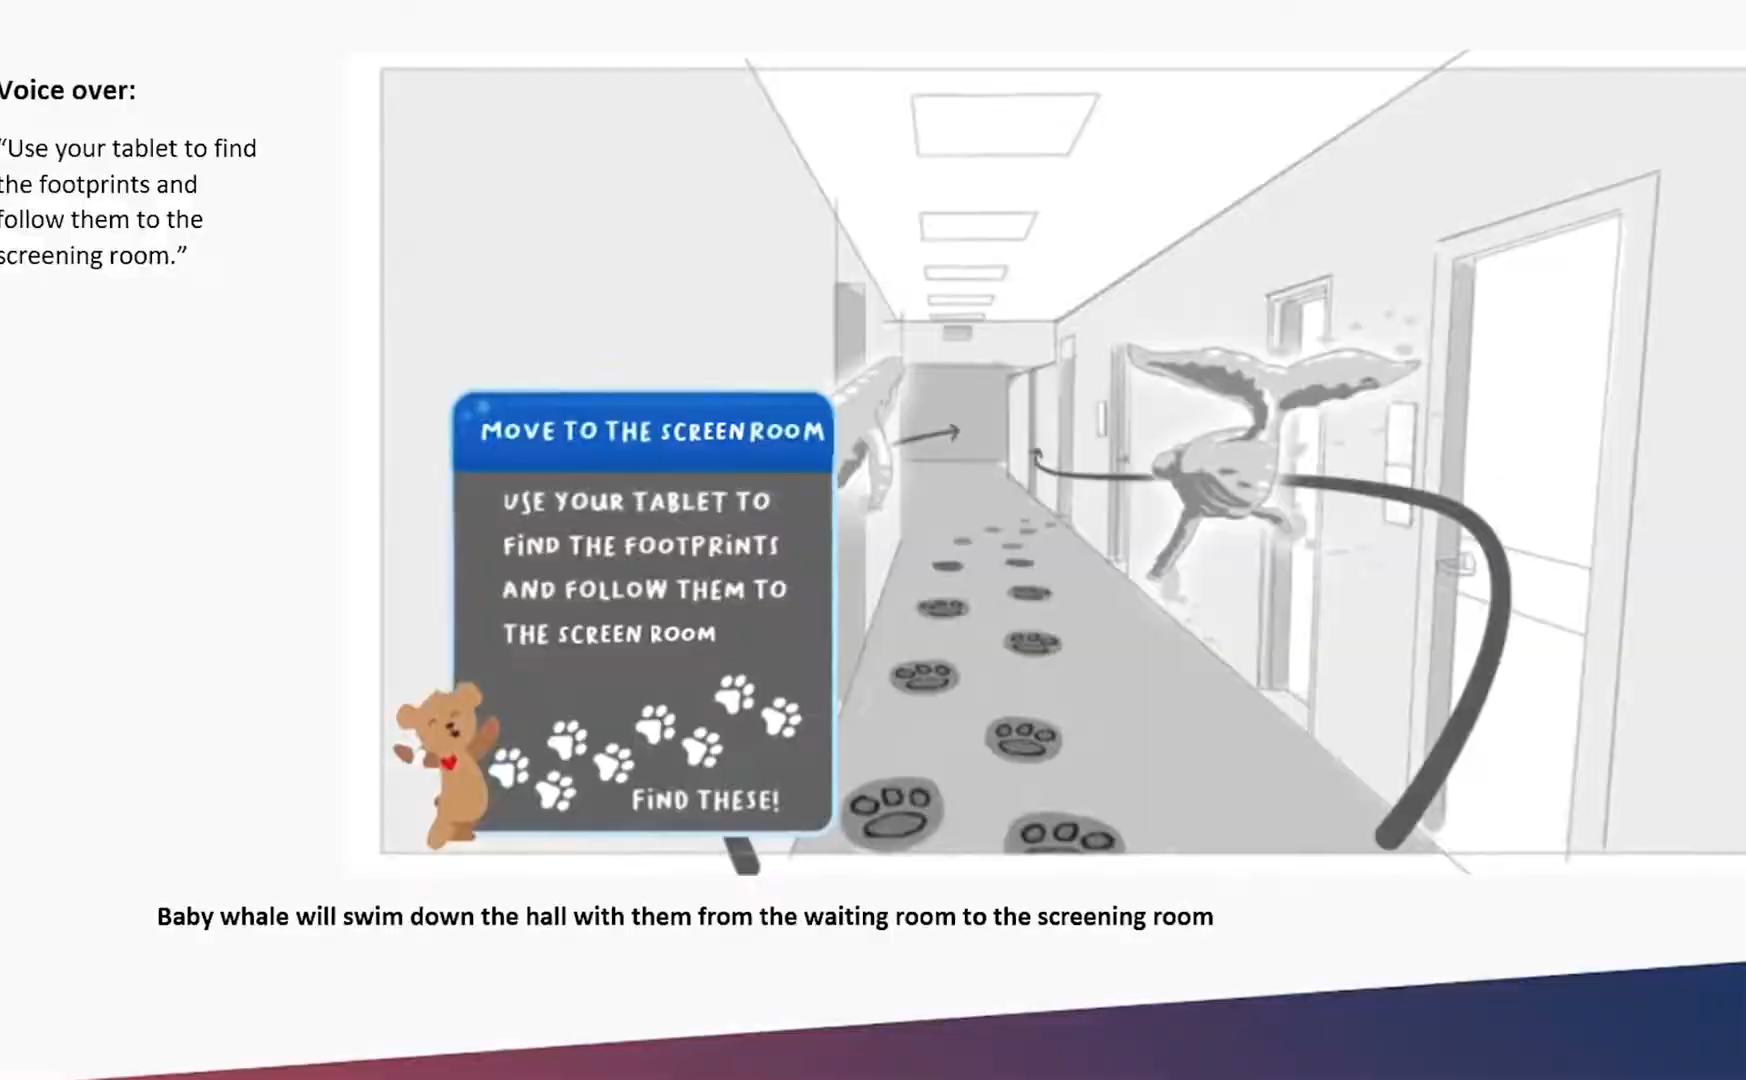 Voice over:
“Use your tablet to find
the footprints and
follow them to the
screening room.”
MOVE TO THE SCREEN ROOM
USE YOUR TABLET TO
FIND THE FOOTPRINTS
AND FOLLOW THEM TO
THE SCREEN ROOM
FIND THESE!
Baby whale will swim down the hall with them from the waiting room to the screening room